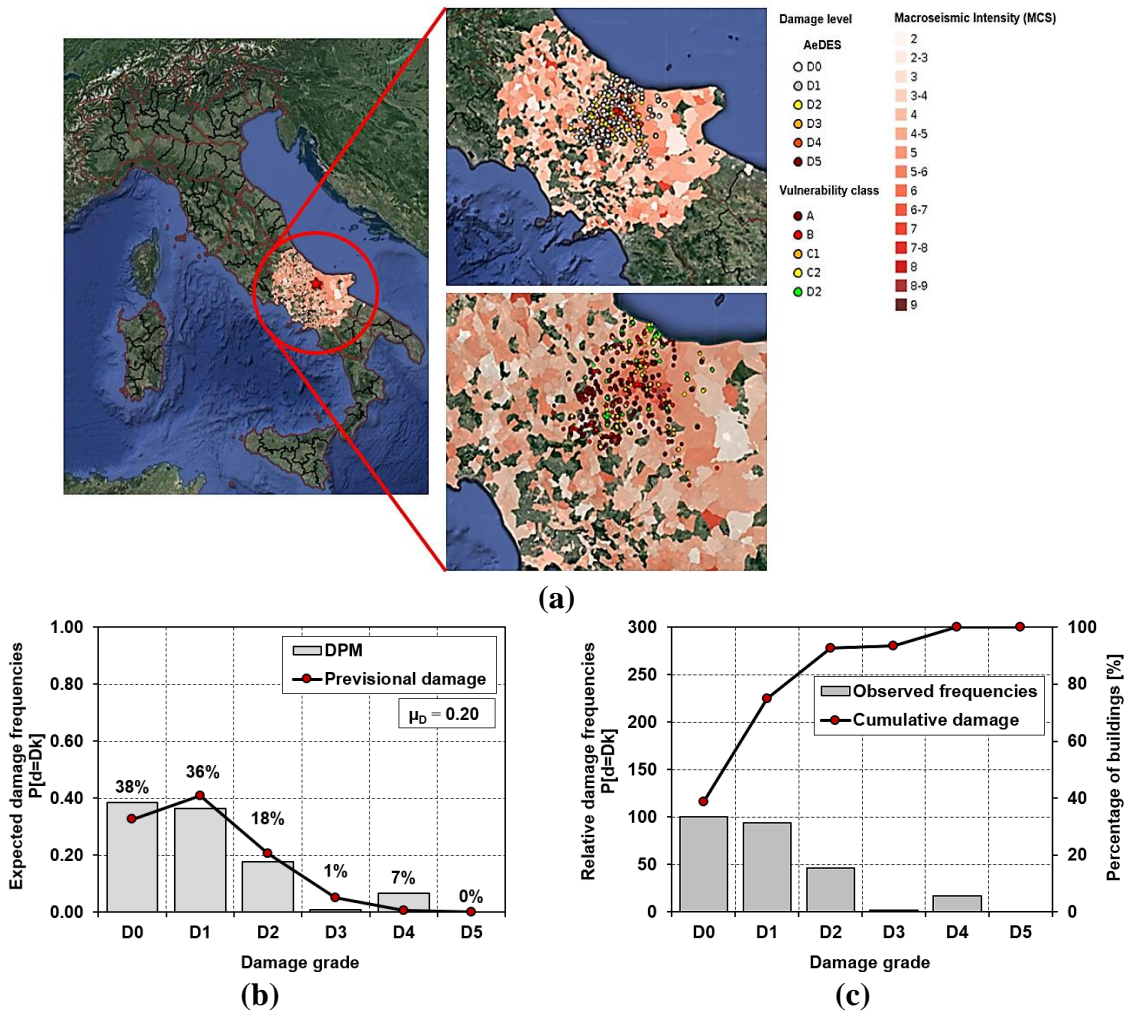 Damage level
AeDES
D0
D1
D2
D3
D4
D5
Vulnerability class
A
B
C1
C2
D2
Macroseismic Intensity (MCS)
2
2-3
3
3-4
4
4-5
5
5-6
6
6-7
7
7-8
8
8-9
9
(a)
Expected damage frequencies
P[d=Dk]
1.00
0.80
0.60
0.40
0.20
0.00
DPM
Previsional damage
μD = 0.20
38%
36%
18%
1%
7%
0%
D0 D1 D2 D3 D4 D5
Damage grade
(b)
Relative damage frequencies
P[d=Dk]
300
250
200
150
100
50
0
Observed frequencies
Cumulative damage
100
80
60
40
20
0
Percentage of buildings [%]
D0 D1 D2 D3 D4 D5
Damage grade
(c)